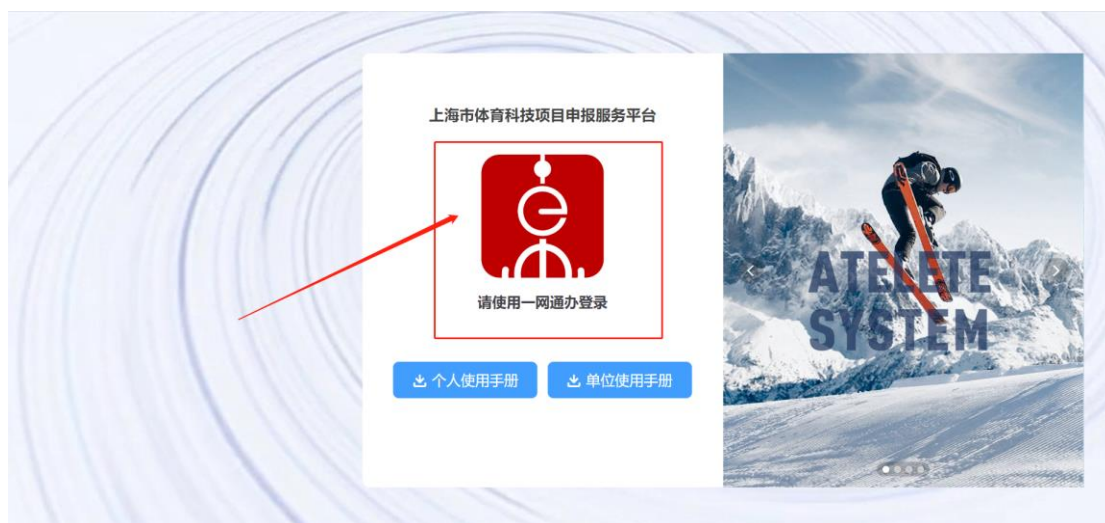 上海市体育科技项目申报服务平台
请使用一网通办登录
个人使用手册
单位使用手册
ATELETE
SYSTEM